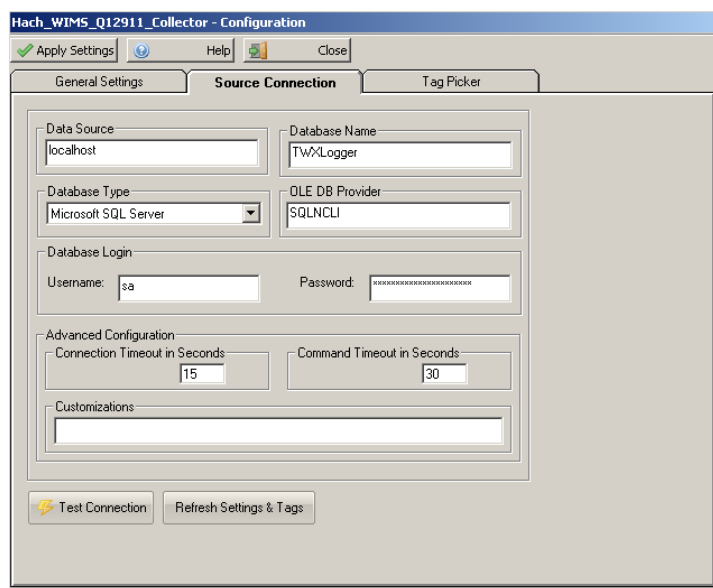 Hach_WIMS_Q12911_Collector - Configuration
Apply Settings Help Close
General Settings Source Connection Tag Picker
Data Source Database Name
localhost TWXLogger
Database Type OLE DB Provider
Microsoft SQL Server SQLNCLI
Database Login
Username: sa Password: **********************
Advanced Configuration
Connection Timeout in Seconds Command Timeout in Seconds
15 30
Customizations
Test Connection Refresh Settings & Tags